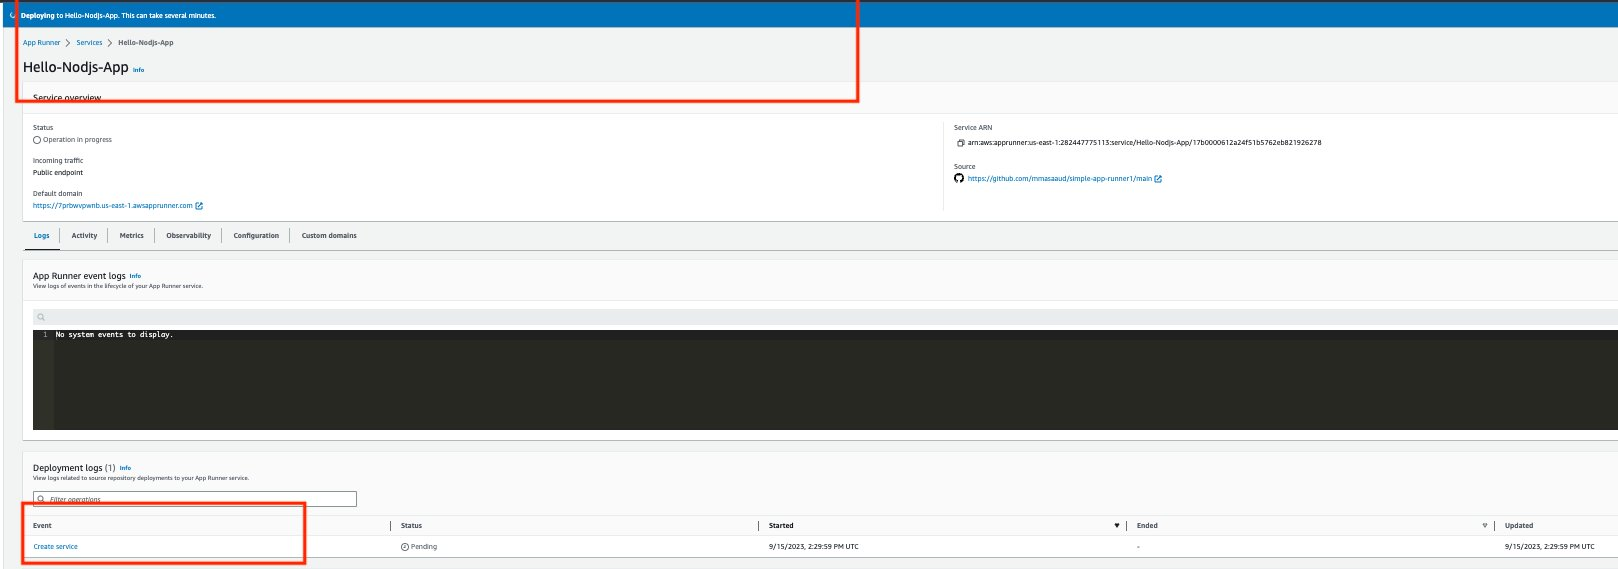 Deploying to Hello-Nodjs-App. This can take several minutes.
App Runner > Services > Hello-Nodjs-App
Hello-Nodjs-App Info
Service overview
Status
Operation in progress
Incoming traffic
Public endpoint
Default domain
https://7prbwvpwnb.us-east-1.awsapprunner.com
Service ARN
arn:aws:apprunner:us-east-1:282447775113:service/Hello-Nodjs-App/17b0000612a24f51b5762eb821926278
Source
https://github.com/mmasaaud/simple-app-runner1/main
Logs Activity Metrics Observability Configuration Custom domains
App Runner event logs Info
View logs of events in the lifecycle of your App Runner service.
1 No system events to display.
Deployment logs (1) Info
View logs related to source repository deployments to your App Runner service.
Filter operations
Event Status Started Ended Updated
Create service Pending 9/15/2023, 2:29:59 PM UTC - 9/15/2023, 2:29:59 PM UTC